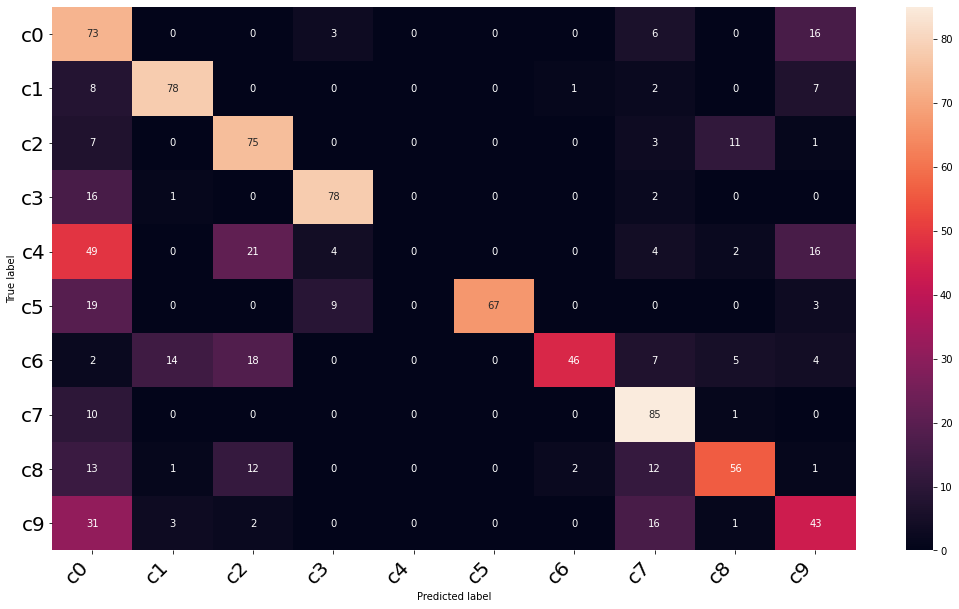 c0 73 0 0 3 0 0 0 6 0 16
c1 8 78 0 0 0 0 1 2 0 7
c2 7 0 75 0 0 0 0 3 11 1
c3 16 1 0 78 0 0 0 2 0 0
c4 49 0 21 4 0 0 0 4 2 16
c5 19 0 0 9 0 67 0 0 0 3
c6 2 14 18 0 0 0 46 7 5 4
c7 10 0 0 0 0 0 0 85 1 0
c8 13 1 12 0 0 0 2 12 56 1
c9 31 3 2 0 0 0 0 16 1 43
c0 c1 c2 c3 c4 c5 c6 c7 c8 c9
Predicted label
True label
80
70
60
50
40
30
20
10
0